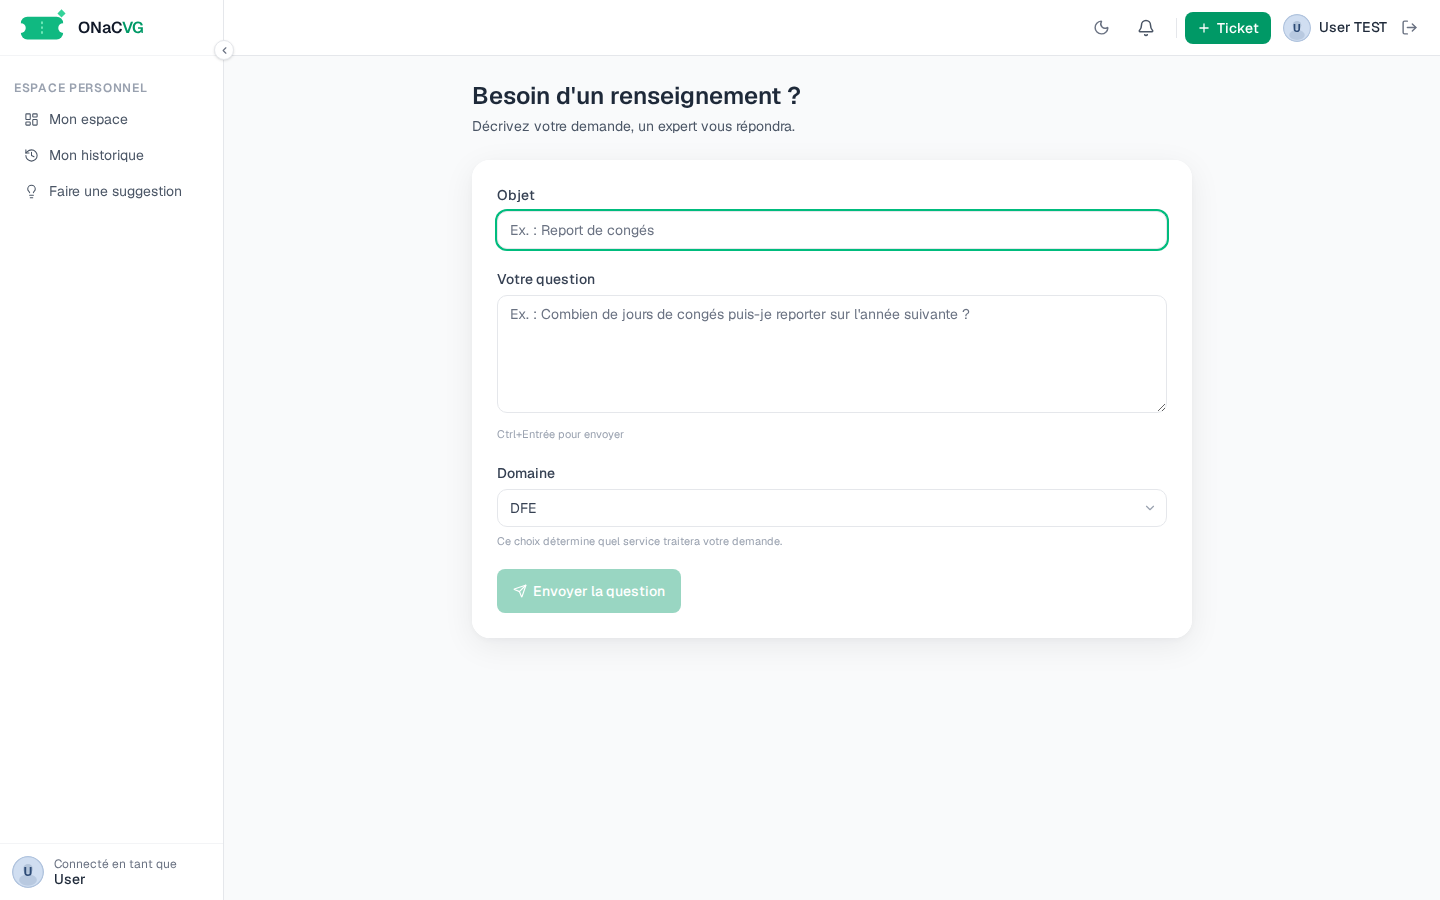 ONaCVG
Ticket
U
User TEST
ESPACE PERSONNEL
Mon espace
Mon historique
Faire une suggestion
Besoin d'un renseignement ?
Décrivez votre demande, un expert vous répondra.
Objet
Ex. : Report de congés
Votre question
Ex. : Combien de jours de congés puis-je reporter sur l'année suivante ?
Ctrl+Entrée pour envoyer
Domaine
DFE
Ce choix détermine quel service traitera votre demande.
Envoyer la question
U
Connecté en tant que
User